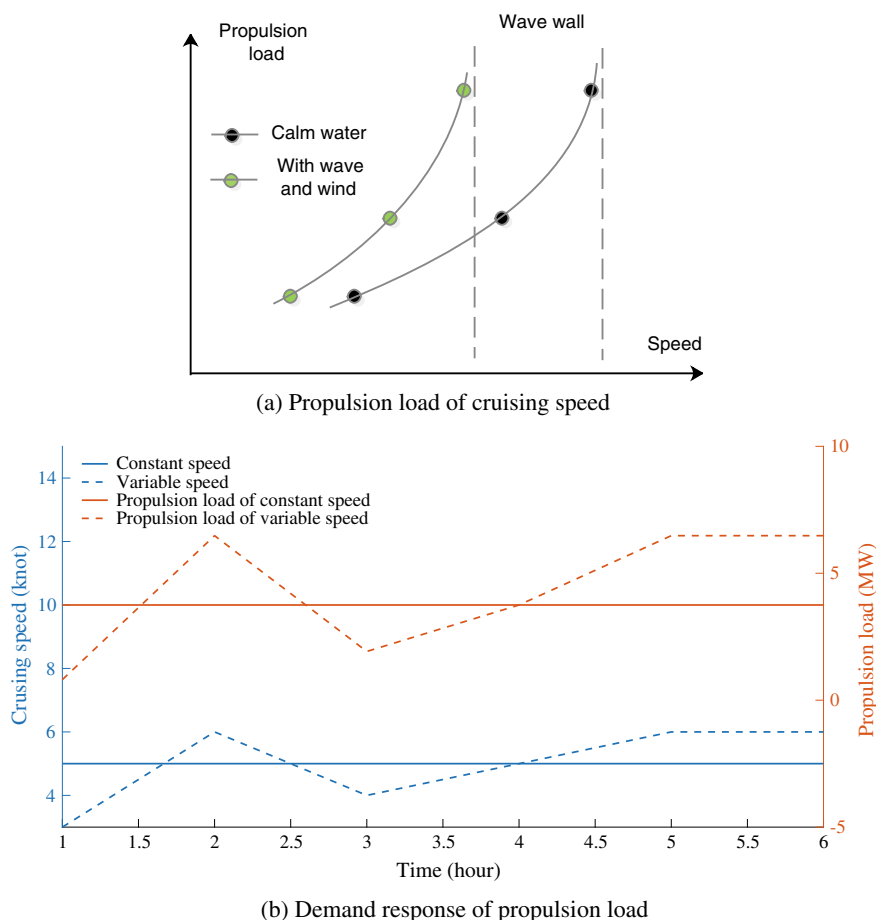 Propulsion
load
Wave wall
Calm water
With wave
and wind
Speed
(a) Propulsion load of cruising speed
Constant speed
Variable speed
Propulsion load of constant speed
Propulsion load of variable speed
14
12
10
8
6
4
Crusing speed (knot)
10
5
0
-5
Propulsion load (MW)
1 1.5 2 2.5 3 3.5 4 4.5 5 5.5 6
Time (hour)
(b) Demand response of propulsion load